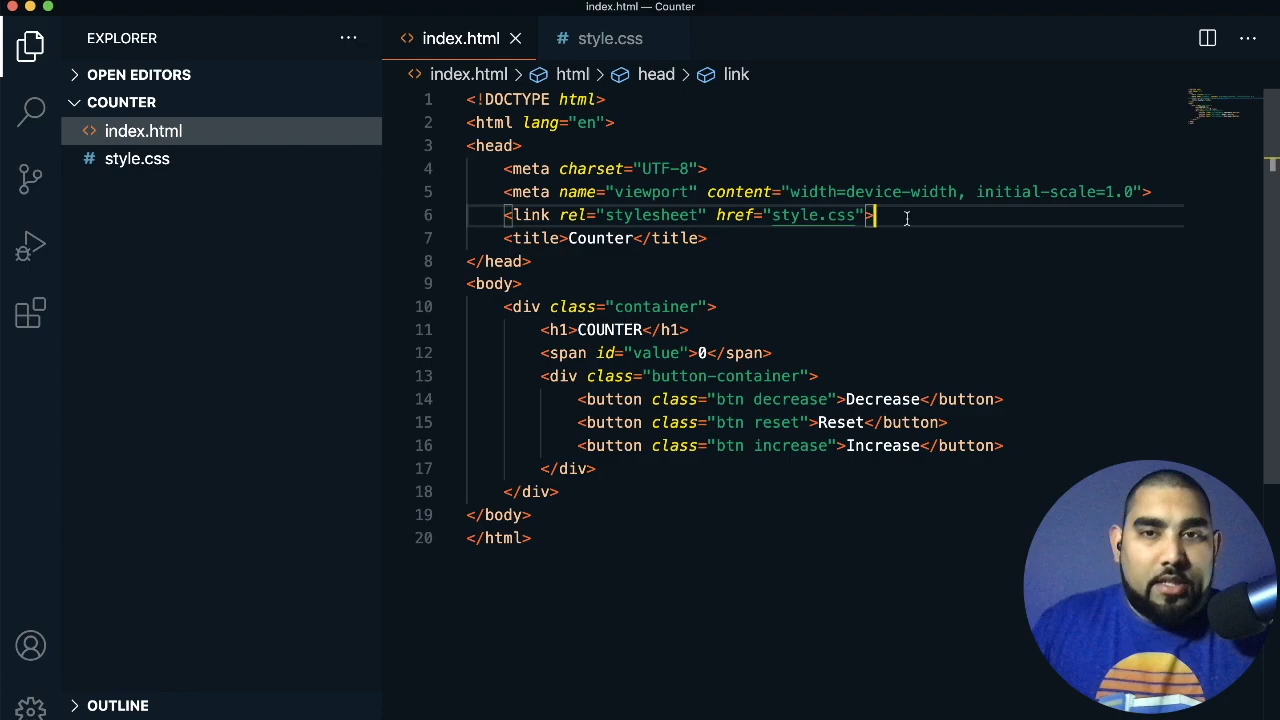 index.html — Counter
EXPLORER
OPEN EDITORS
COUNTER
index.html
# style.css
OUTLINE
<> index.html
# style.css
<> index.html > html > head > link
1 <!DOCTYPE html>
2 <html lang="en">
3 <head>
4 <meta charset="UTF-8">
5 <meta name="viewport" content="width=device-width, initial-scale=1.0">
6 <link rel="stylesheet" href="style.css">
7 <title>Counter</title>
8 </head>
9 <body>
10 <div class="container">
11 <h1>COUNTER</h1>
12 <span id="value">0</span>
13 <div class="button-container">
14 <button class="btn decrease">Decrease</button>
15 <button class="btn reset">Reset</button>
16 <button class="btn increase">Increase</button>
17 </div>
18 </div>
19 </body>
20 </html>